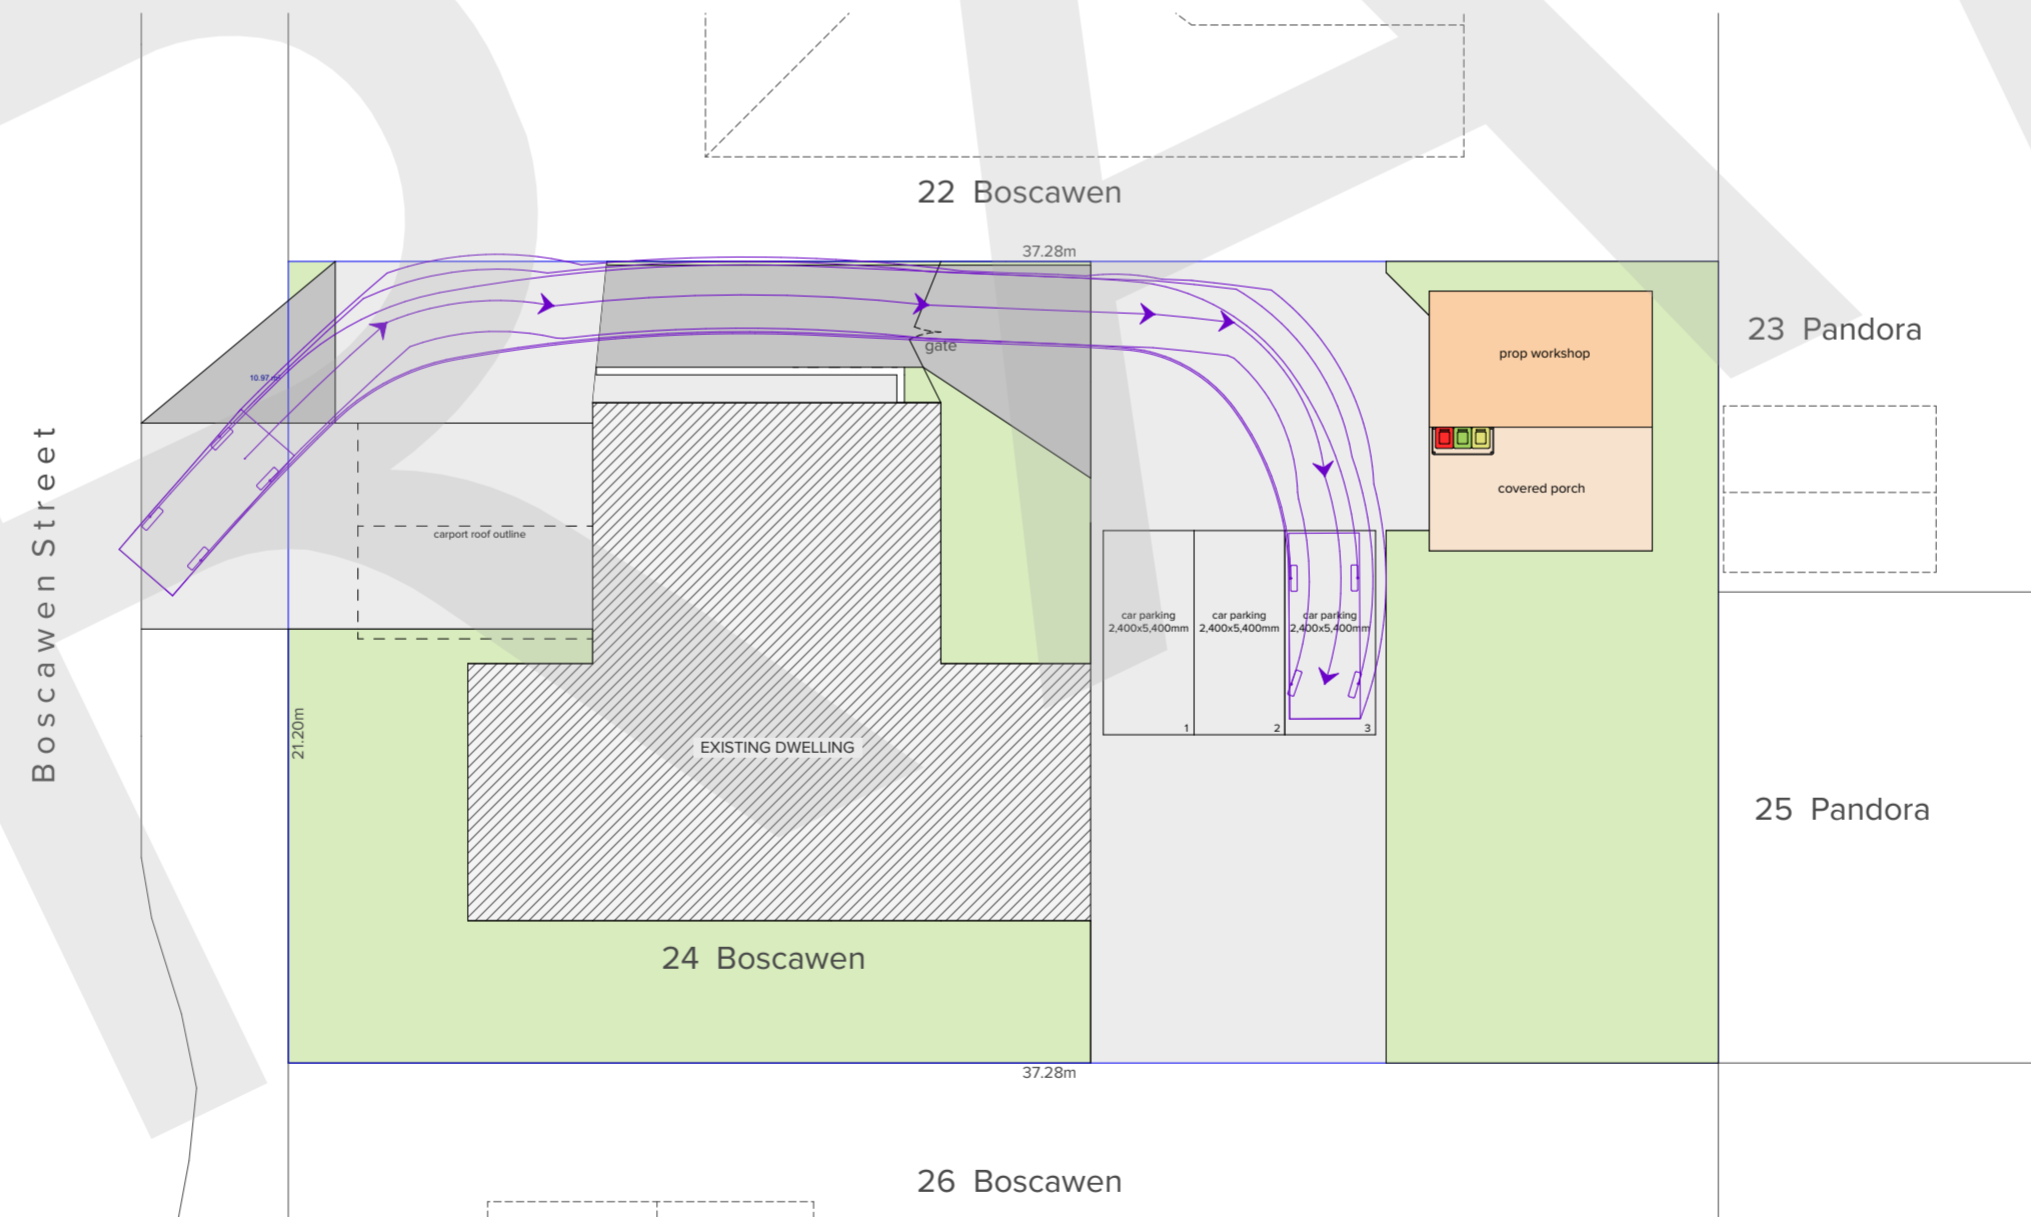 22 Boscawen
37.28m
23 Pandora
prop workshop
gate
10.97 m
covered porch
carport roof outline
Boscawen Street
car parking
2,400x5,400mm
1
car parking
2,400x5,400mm
2
car parking
2,400x5,400mm
3
21.20m
EXISTING DWELLING
25 Pandora
24 Boscawen
37.28m
26 Boscawen